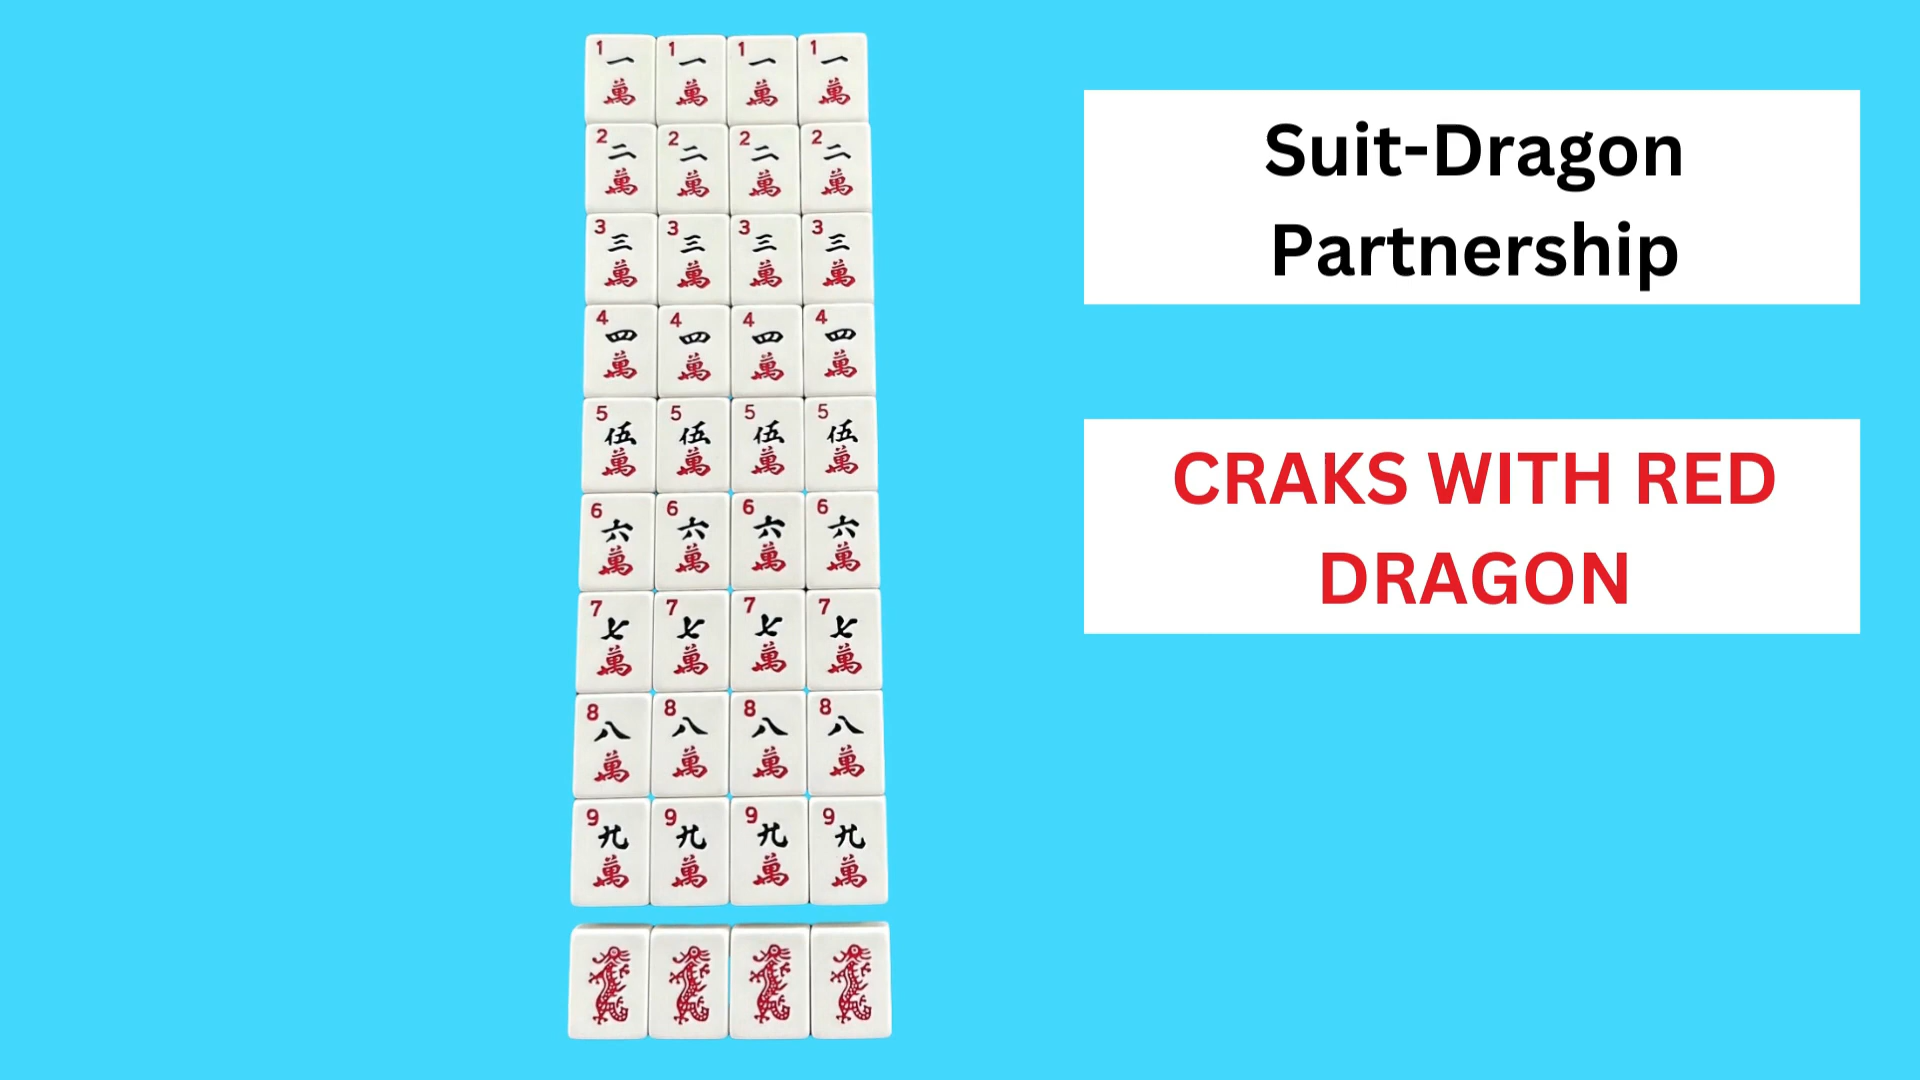 1 一 萬 1 一 萬 1 一 萬 1 一 萬
2 二 萬 2 二 萬 2 二 萬 2 二 萬
3 三 萬 3 三 萬 3 三 萬 3 三 萬
4 四 萬 4 四 萬 4 四 萬 4 四 萬
5 伍 萬 5 伍 萬 5 伍 萬 5 伍 萬
6 六 萬 6 六 萬 6 六 萬 6 六 萬
7 七 萬 7 七 萬 7 七 萬 7 七 萬
8 八 萬 8 八 萬 8 八 萬 8 八 萬
9 九 萬 9 九 萬 9 九 萬 9 九 萬
Suit-Dragon
Partnership
CRAKS WITH RED
DRAGON